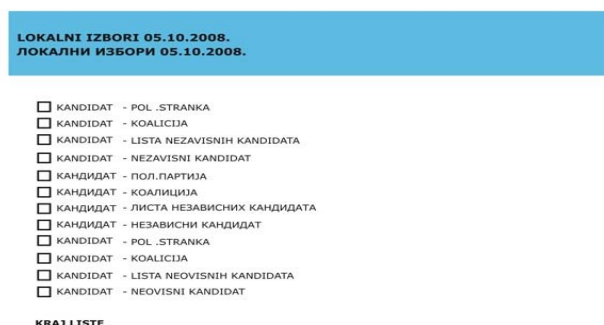 LOKALNI IZBORI 05.10.2008.
ЛОКАЛНИ ИЗБОРИ 05.10.2008.
KANDIDAT - POL .STRANKA
KANDIDAT - KOALICIJA
KANDIDAT - LISTA NEZAVISNIH KANDIDATA
KANDIDAT - NEZAVISNI KANDIDAT
КАНДИДАТ - ПОЛ.ПАРТИЈА
КАНДИДАТ - КОАЛИЦИЈА
КАНДИДАТ - ЛИСТА НЕЗАВИСНИХ КАНДИДАТА
КАНДИДАТ - НЕЗАВИСНИ КАНДИДАТ
KANDIDAT - POL .STRANKA
KANDIDAT - KOALICIJA
KANDIDAT - LISTA NEOVISNIH KANDIDATA
KANDIDAT - NEOVISNI KANDIDAT
KRAJ LISTE